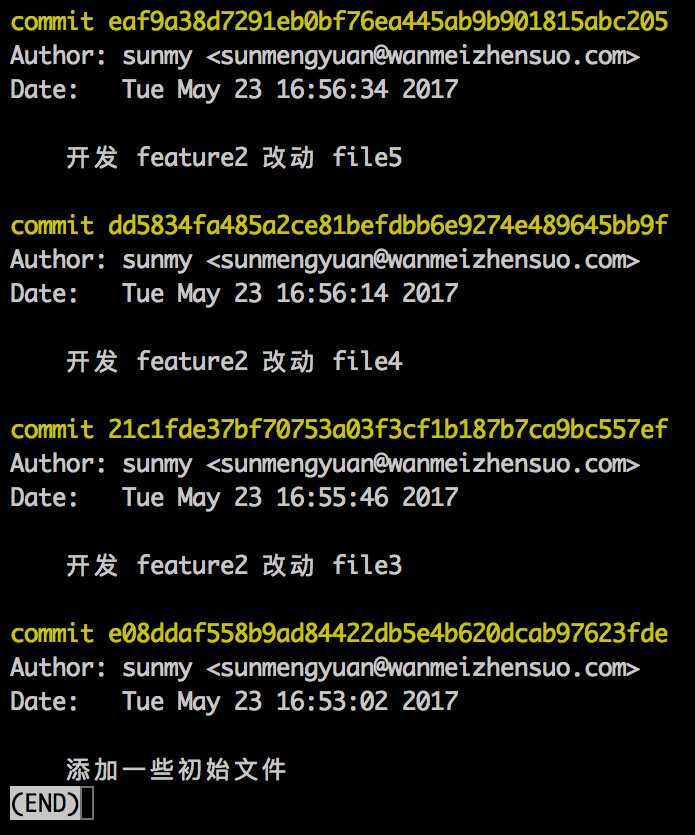 commit eaf9a38d7291eb0bf76ea445ab9b901815abc205
Author: sunmy <sunmengyuan@wanmeizhensuo.com>
Date:   Tue May 23 16:56:34 2017
开发 feature2 改动 file5
commit dd5834fa485a2ce81befdbb6e9274e489645bb9f
Author: sunmy <sunmengyuan@wanmeizhensuo.com>
Date:   Tue May 23 16:56:14 2017
开发 feature2 改动 file4
commit 21c1fde37bf70753a03f3cf1b187b7ca9bc557ef
Author: sunmy <sunmengyuan@wanmeizhensuo.com>
Date:   Tue May 23 16:55:46 2017
开发 feature2 改动 file3
commit e08ddaf558b9ad84422db5e4b620dcab97623fde
Author: sunmy <sunmengyuan@wanmeizhensuo.com>
Date:   Tue May 23 16:53:02 2017
添加一些初始文件
(END)